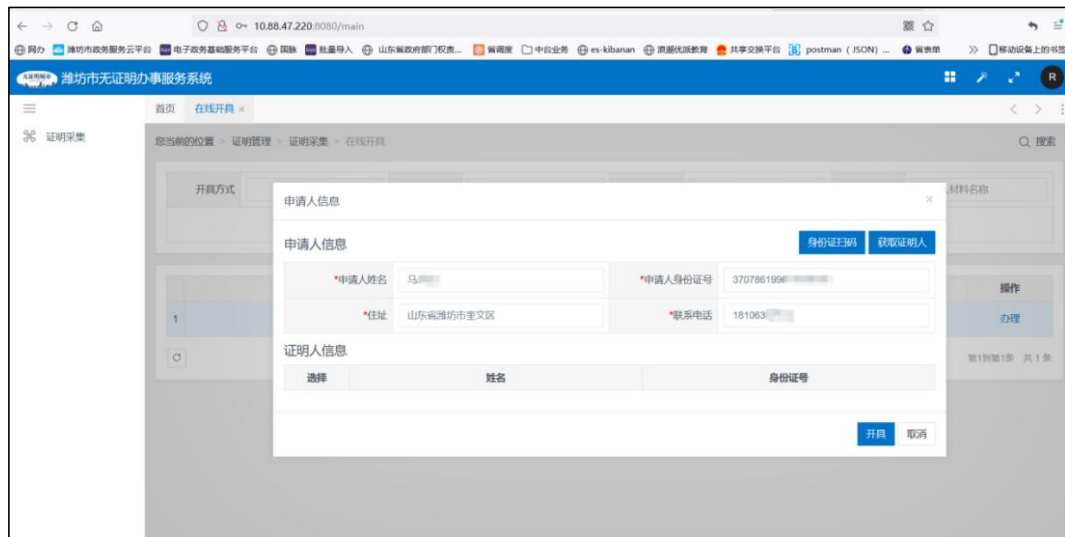 10.88.47.220:8080/main
网办 潍坊市政务服务云平台 电子政务基础服务平台 国脉 批量导入 山东省政府部门权责... 省调度 中台业务 es-kibanan 浪潮优派教育 共享交换平台 postman（JSON）... 省表单 移动设备上的书签
潍坊市无证明办事服务系统 R
首页 在线开具 ×
证明采集
您当前的位置 > 证明管理 > 证明采集 > 在线开具 搜索
开具方式 材料名称
申请人信息 ×
申请人信息 身份证扫码 获取证明人
*申请人姓名 马 *申请人身份证号 3707861996
操作
*住址 山东省潍坊市奎文区 *联系电话 181063
1 办理
证明人信息
第1到第1条 共1条
选择 姓名 身份证号
开具 取消